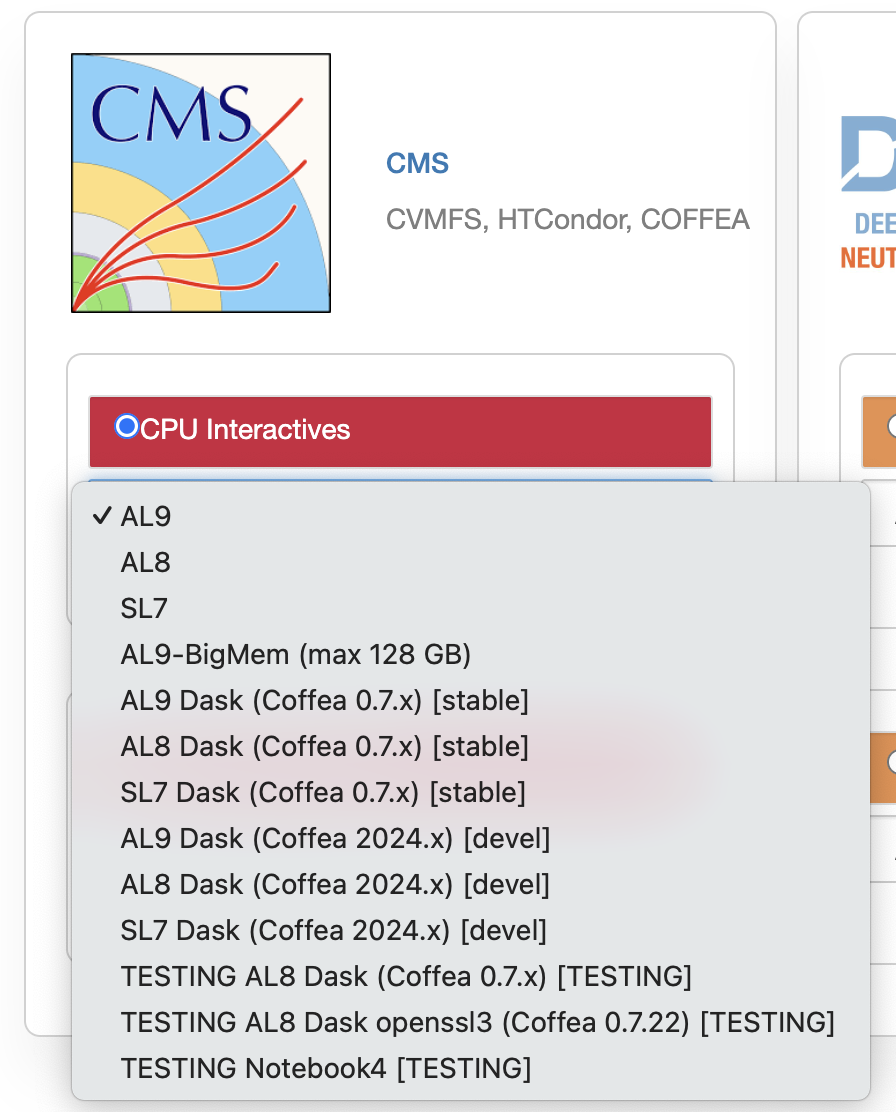 CMS
CMS
CVMFS, HTCondor, COFFEA
DEE
NEUT
CPU Interactives
✓ AL9
AL8
SL7
AL9-BigMem (max 128 GB)
AL9 Dask (Coffea 0.7.x) [stable]
AL8 Dask (Coffea 0.7.x) [stable]
SL7 Dask (Coffea 0.7.x) [stable]
AL9 Dask (Coffea 2024.x) [devel]
AL8 Dask (Coffea 2024.x) [devel]
SL7 Dask (Coffea 2024.x) [devel]
TESTING AL8 Dask (Coffea 0.7.x) [TESTING]
TESTING AL8 Dask openssl3 (Coffea 0.7.22) [TESTING]
TESTING Notebook4 [TESTING]